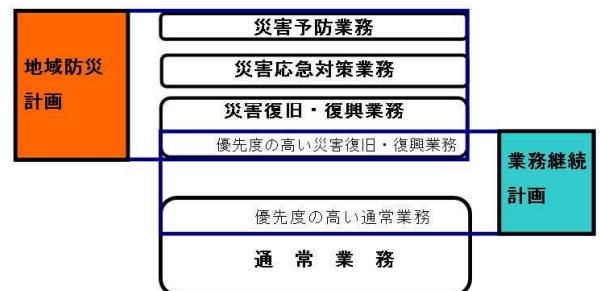 地域防災
計画
災害予防業務
災害応急対策業務
災害復旧・復興業務
優先度の高い災害復旧・復興業務
業務継続
計画
優先度の高い通常業務
通 常 業 務